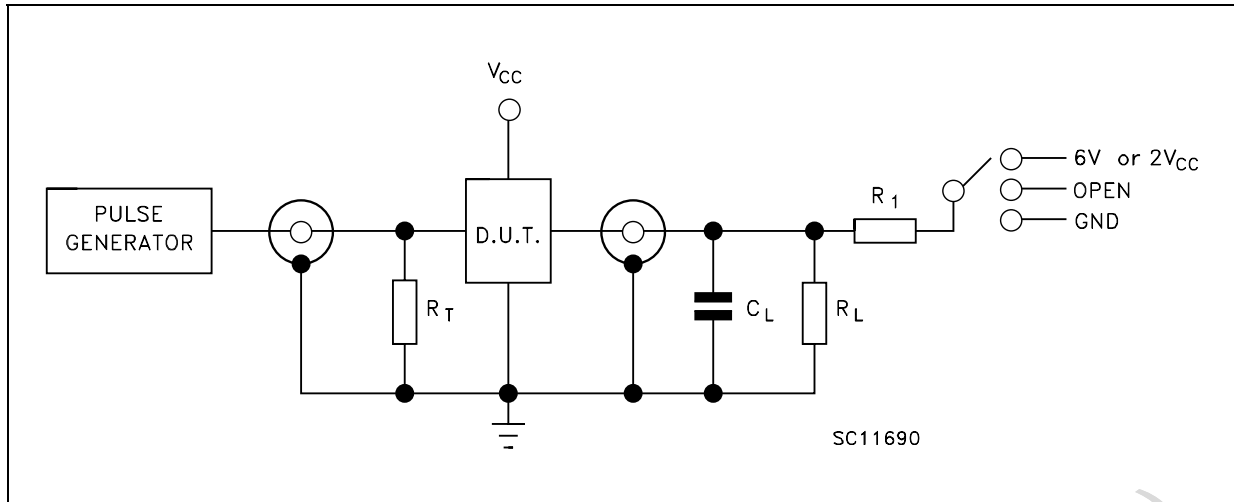 V_CC
PULSE
GENERATOR
D.U.T.
R_T
C_L
R_L
R_1
6V or 2V_CC
OPEN
GND
SC11690